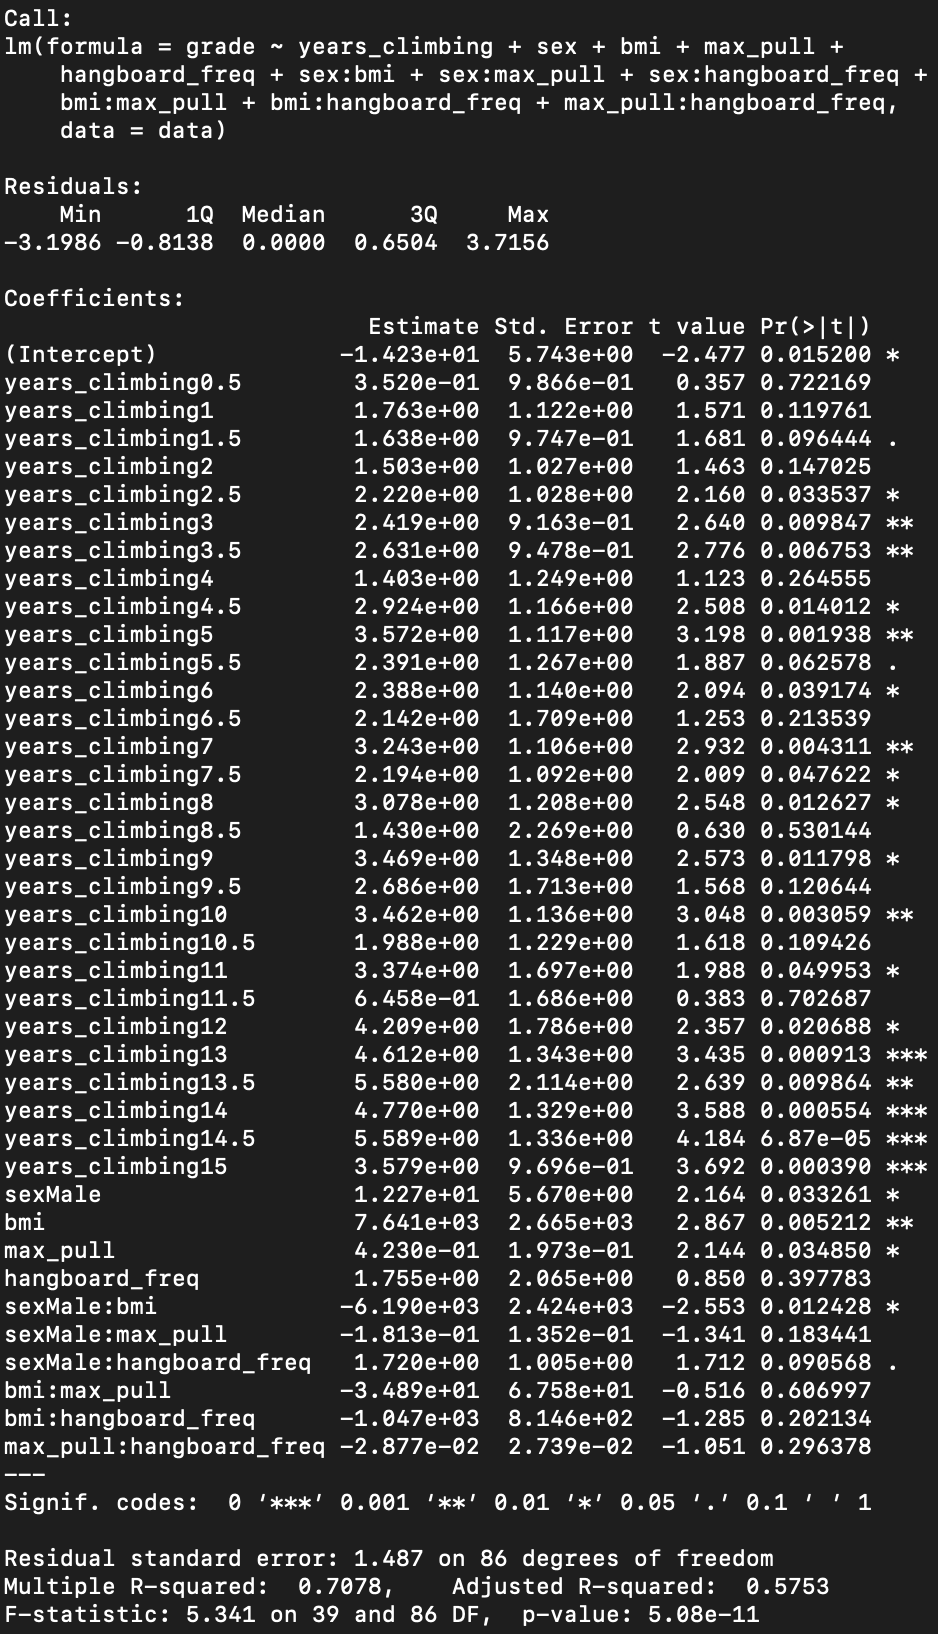 Call:
lm(formula = grade ~ years_climbing + sex + bmi + max_pull +
    hangboard_freq + sex:bmi + sex:max_pull + sex:hangboard_freq +
    bmi:max_pull + bmi:hangboard_freq + max_pull:hangboard_freq,
    data = data)

Residuals:
    Min      1Q  Median      3Q     Max
-3.1986 -0.8138  0.0000  0.6504  3.7156

Coefficients:
                          Estimate Std. Error t value Pr(>|t|)
(Intercept)             -1.423e+01  5.743e+00  -2.477 0.015200 *
years_climbing0.5        3.520e-01  9.866e-01   0.357 0.722169
years_climbing1          1.763e+00  1.122e+00   1.571 0.119761
years_climbing1.5        1.638e+00  9.747e-01   1.681 0.096444 .
years_climbing2          1.503e+00  1.027e+00   1.463 0.147025
years_climbing2.5        2.220e+00  1.028e+00   2.160 0.033537 *
years_climbing3          2.419e+00  9.163e-01   2.640 0.009847 **
years_climbing3.5        2.631e+00  9.478e-01   2.776 0.006753 **
years_climbing4          1.403e+00  1.249e+00   1.123 0.264555
years_climbing4.5        2.924e+00  1.166e+00   2.508 0.014012 *
years_climbing5          3.572e+00  1.117e+00   3.198 0.001938 **
years_climbing5.5        2.391e+00  1.267e+00   1.887 0.062578 .
years_climbing6          2.388e+00  1.140e+00   2.094 0.039174 *
years_climbing6.5        2.142e+00  1.709e+00   1.253 0.213539
years_climbing7          3.243e+00  1.106e+00   2.932 0.004311 **
years_climbing7.5        2.194e+00  1.092e+00   2.009 0.047622 *
years_climbing8          3.078e+00  1.208e+00   2.548 0.012627 *
years_climbing8.5        1.430e+00  2.269e+00   0.630 0.530144
years_climbing9          3.469e+00  1.348e+00   2.573 0.011798 *
years_climbing9.5        2.686e+00  1.713e+00   1.568 0.120644
years_climbing10         3.462e+00  1.136e+00   3.048 0.003059 **
years_climbing10.5       1.988e+00  1.229e+00   1.618 0.109426
years_climbing11         3.374e+00  1.697e+00   1.988 0.049953 *
years_climbing11.5       6.458e-01  1.686e+00   0.383 0.702687
years_climbing12         4.209e+00  1.786e+00   2.357 0.020688 *
years_climbing13         4.612e+00  1.343e+00   3.435 0.000913 ***
years_climbing13.5       5.580e+00  2.114e+00   2.639 0.009864 **
years_climbing14         4.770e+00  1.329e+00   3.588 0.000554 ***
years_climbing14.5       5.589e+00  1.336e+00   4.184 6.87e-05 ***
years_climbing15         3.579e+00  9.696e-01   3.692 0.000390 ***
sexMale                  1.227e+01  5.670e+00   2.164 0.033261 *
bmi                      7.641e+03  2.665e+03   2.867 0.005212 **
max_pull                 4.230e-01  1.973e-01   2.144 0.034850 *
hangboard_freq           1.755e+00  2.065e+00   0.850 0.397783
sexMale:bmi             -6.190e+03  2.424e+03  -2.553 0.012428 *
sexMale:max_pull        -1.813e-01  1.352e-01  -1.341 0.183441
sexMale:hangboard_freq   1.720e+00  1.005e+00   1.712 0.090568 .
bmi:max_pull            -3.489e+01  6.758e+01  -0.516 0.606997
bmi:hangboard_freq      -1.047e+03  8.146e+02  -1.285 0.202134
max_pull:hangboard_freq -2.877e-02  2.739e-02  -1.051 0.296378
---
Signif. codes:  0 ‘***’ 0.001 ‘**’ 0.01 ‘*’ 0.05 ‘.’ 0.1 ‘ ’ 1

Residual standard error: 1.487 on 86 degrees of freedom
Multiple R-squared:  0.7078,    Adjusted R-squared:  0.5753
F-statistic: 5.341 on 39 and 86 DF,  p-value: 5.08e-11